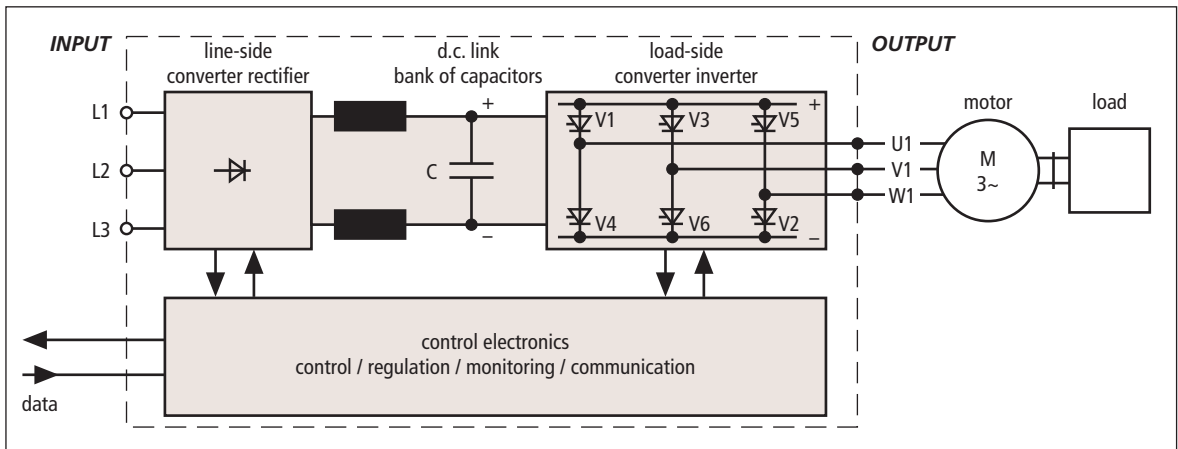 INPUT
line-side
converter rectifier
d.c. link
bank of capacitors
load-side
converter inverter
OUTPUT
L1
L2
L3
+
C
–
+
V1
V3
V5
V4
V6
V2
–
U1
V1
W1
motor
M
3~
load
control electronics
control / regulation / monitoring / communication
data